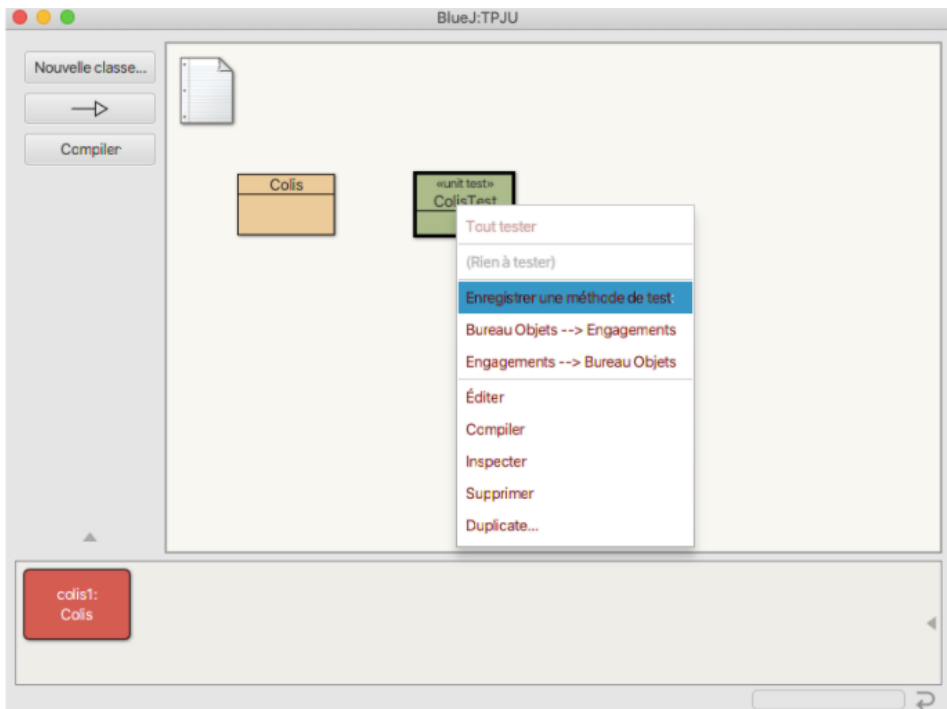 BlueJ:TPJU
Nouvelle classe...
Compiler
Colis
«unit test»
ColisTest
Tout tester
(Rien à tester)
Enregistrer une méthode de test:
Bureau Objets --> Engagements
Engagements --> Bureau Objets
Éditer
Compiler
Inspecter
Supprimer
Duplicate...
colis1:
Colis